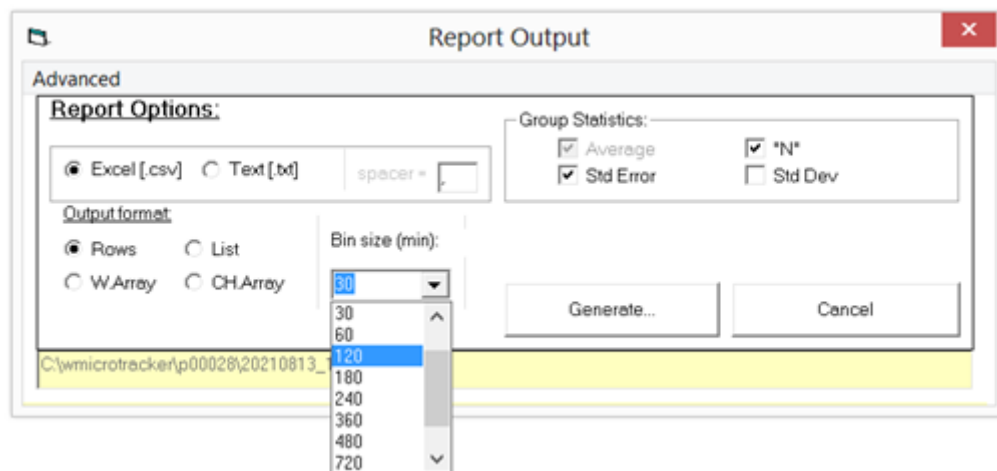 Report Output
Advanced
Report Options:
Excel [.csv] Text [.txt] spacer = ,
Group Statistics:
Average "N"
Std Error Std Dev
Output format:
Rows List
W.Array CH.Array
Bin size (min):
30
30
60
120
180
240
360
480
720
Generate... Cancel
C:\wmicrotracker\p00028\20210813_